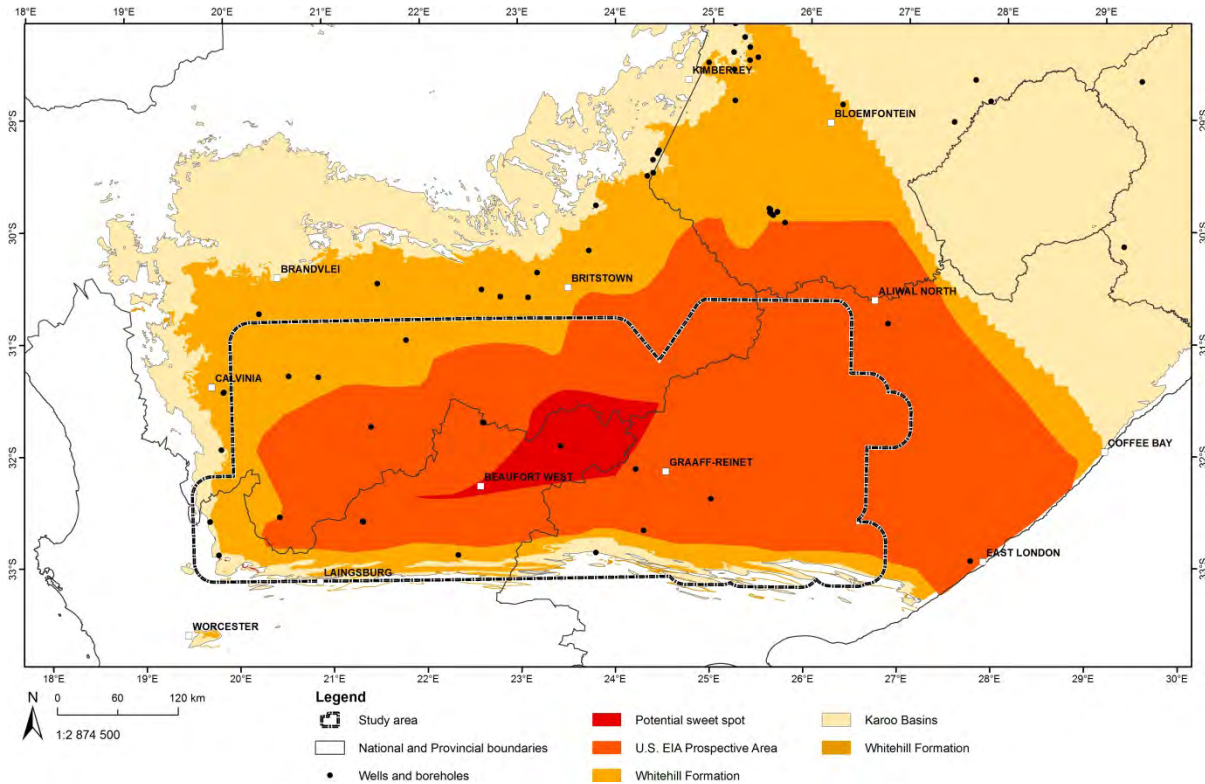 20°E 21°E 22°E 23°E 24°E 25°E 26°E 27°E 28°E 29°E
KIMBERLEY
29°S BLOEMFONTEIN 29°S
30°S 30°S
BRANDVLEI
BRITSTOWN
ALIWAL NORTH
31°S 31°S
CALVINIA
COFFEE BAY
32°S 32°S
GRAAFF-REINET
BEAUFORT WEST
EAST LONDON
33°S LAINGSBURG 33°S
WORCESTER
18°E 19°E 20°E 21°E 22°E 23°E 24°E 25°E 26°E 27°E 28°E 29°E 30°E
N 0 60 120 km
1:2 874 500
Legend
Study area
National and Provincial boundaries
Wells and boreholes
Potential sweet spot
U.S. EIA Prospective Area
Whitehill Formation
Karoo Basins
Whitehill Formation